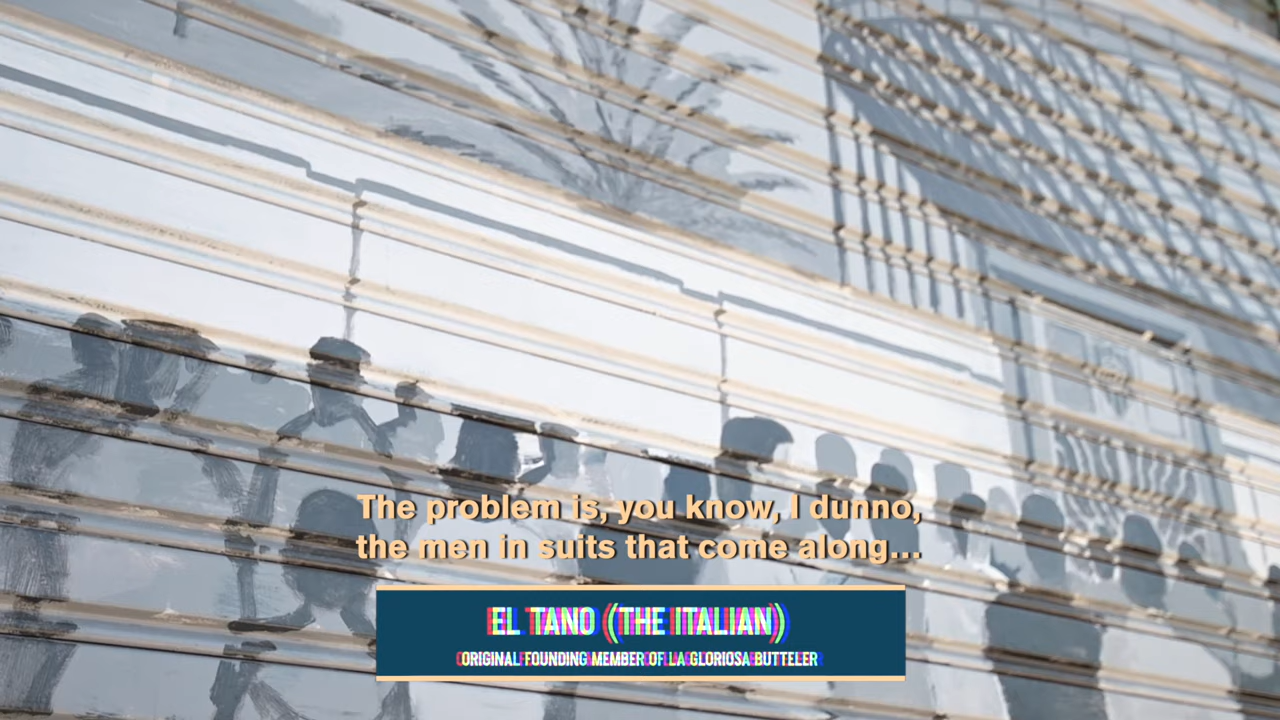 The problem is, you know, I dunno,
the men in suits that come along...
EL TANO (THE ITALIAN)
ORIGINAL FOUNDING MEMBER OF LA GLORIOSA BUTTELER